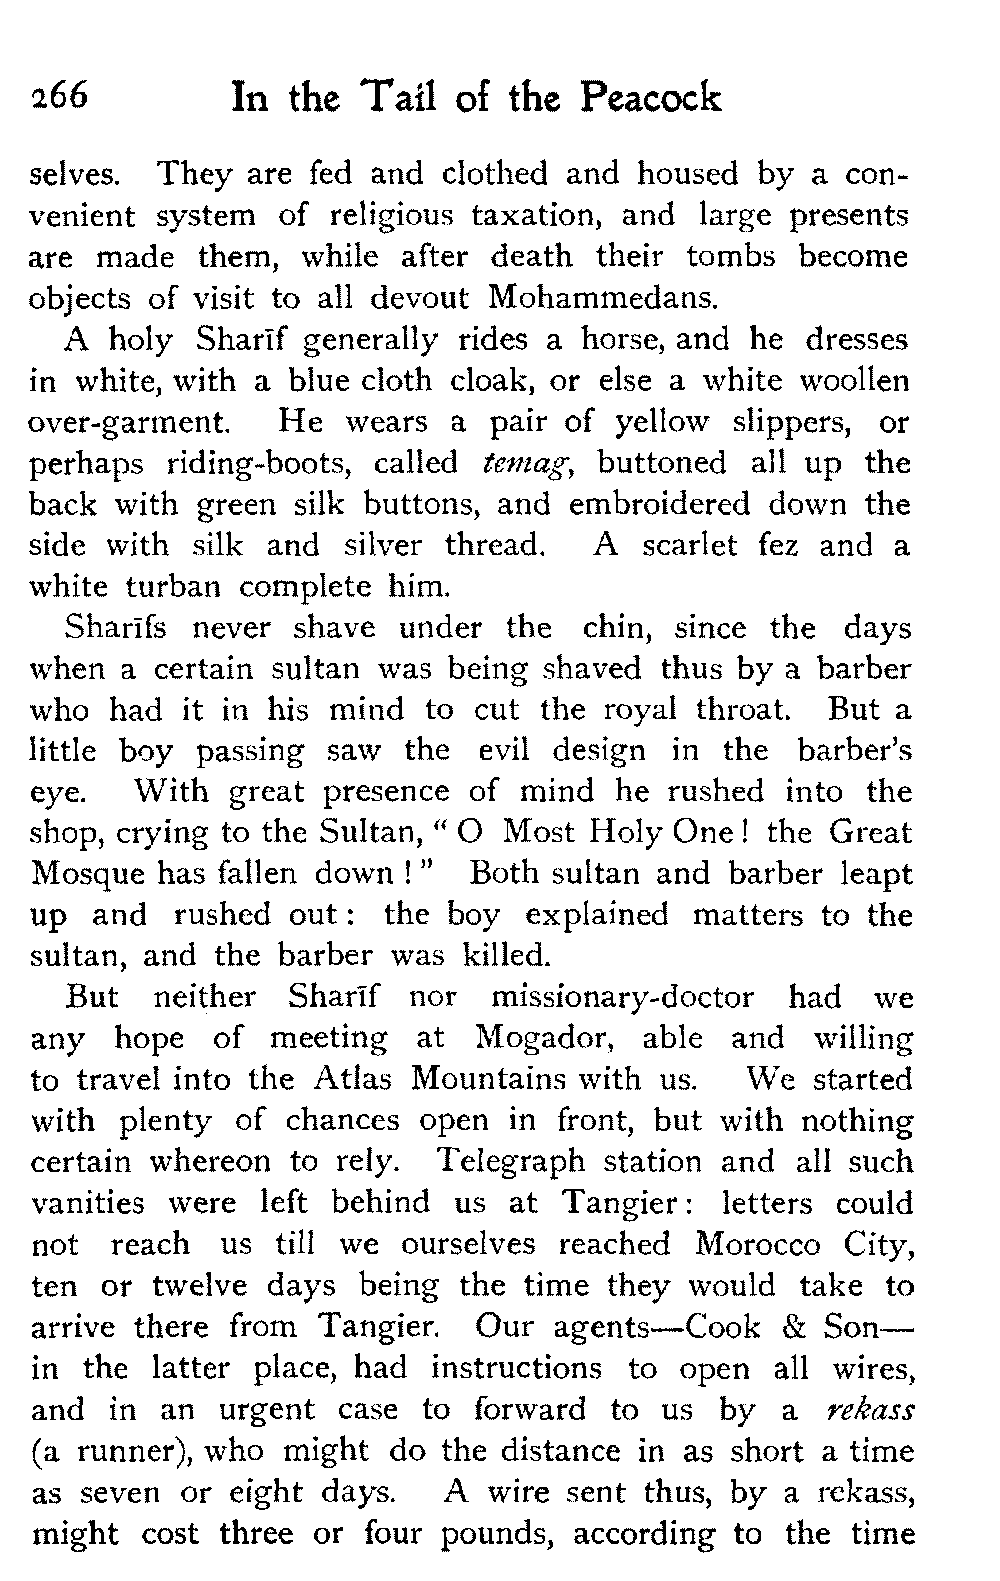 266 In the Tail of the Peacock
selves. They are fed and clothed and housed by a con-
venient system of religious taxation, and large presents
are made them, while after death their tombs become
objects of visit to all devout Mohammedans.
A holy Sharīf generally rides a horse, and he dresses
in white, with a blue cloth cloak, or else a white woollen
over-garment. He wears a pair of yellow slippers, or
perhaps riding-boots, called temag, buttoned all up the
back with green silk buttons, and embroidered down the
side with silk and silver thread. A scarlet fez and a
white turban complete him.
Sharīfs never shave under the chin, since the days
when a certain sultan was being shaved thus by a barber
who had it in his mind to cut the royal throat. But a
little boy passing saw the evil design in the barber's
eye. With great presence of mind he rushed into the
shop, crying to the Sultan, " O Most Holy One ! the Great
Mosque has fallen down ! " Both sultan and barber leapt
up and rushed out : the boy explained matters to the
sultan, and the barber was killed.
But neither Sharīf nor missionary-doctor had we
any hope of meeting at Mogador, able and willing
to travel into the Atlas Mountains with us. We started
with plenty of chances open in front, but with nothing
certain whereon to rely. Telegraph station and all such
vanities were left behind us at Tangier : letters could
not reach us till we ourselves reached Morocco City,
ten or twelve days being the time they would take to
arrive there from Tangier. Our agents—Cook & Son—
in the latter place, had instructions to open all wires,
and in an urgent case to forward to us by a rekass
(a runner), who might do the distance in as short a time
as seven or eight days. A wire sent thus, by a rekass,
might cost three or four pounds, according to the time